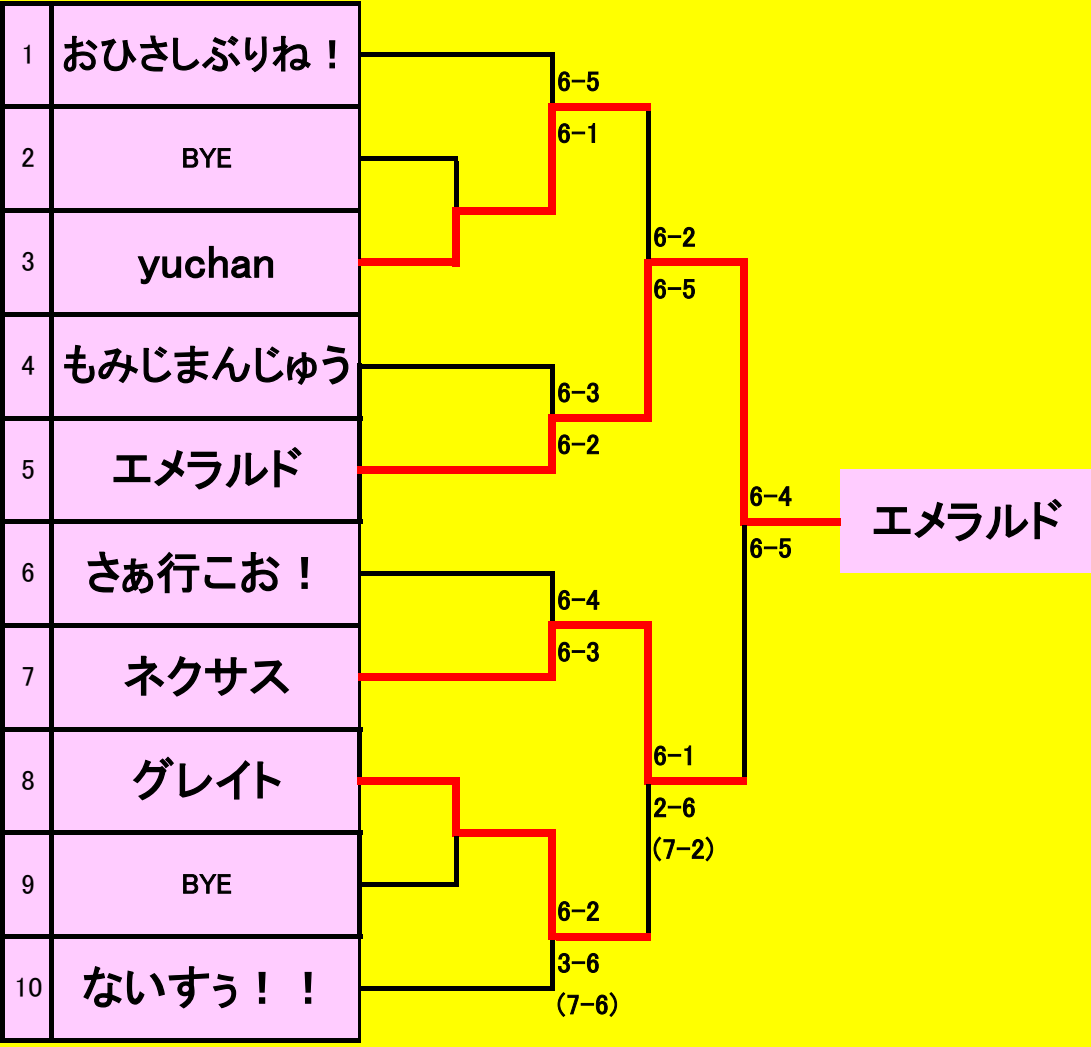 1 おひさしぶりね！
6-5
6-1
2 BYE
3 yuchan
6-2
6-5
4 もみじまんじゅう
6-3
6-2
5 エメラルド
6-4
6-5
エメラルド
6 さぁ行こお！
6-4
6-3
7 ネクサス
6-1
2-6
(7-2)
8 グレイト
9 BYE
6-2
3-6
(7-6)
10 ないすぅ！！